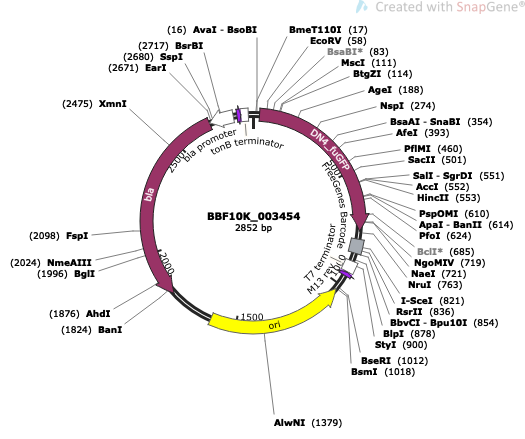 Created with SnapGene®
(16) AvaI - BsoBI
(2717) BsrBI
(2680) SspI
(2671) EarI
(2475) XmnI
(2098) FspI
(2024) NmeAIII
(1996) BglI
(1876) AhdI
(1824) BanI
BmeT110I (17)
EcoRV (58)
BsaBI* (83)
MscI (111)
BtgZI (114)
AgeI (188)
NspI (274)
BsaAI - SnaBI (354)
AfeI (393)
PflMI (460)
SacII (501)
SalI - SgrDI (551)
AccI (552)
HincII (553)
PspOMI (610)
ApaI - BanII (614)
PfoI (624)
BclI* (685)
NgoMIV (719)
NaeI (721)
NruI (763)
I-SceI (821)
RsrII (836)
BbvCI - Bpu10I (854)
BlpI (878)
StyI (900)
BseRI (1012)
BsmI (1018)
AlwNI (1379)
bla promoter
tonB terminator
DN4_fuGFP
FreeGenes Barcode
T7 terminator
M13 rev
ori
bla
BBF10K_003454
2852 bp
1500
2000
2500